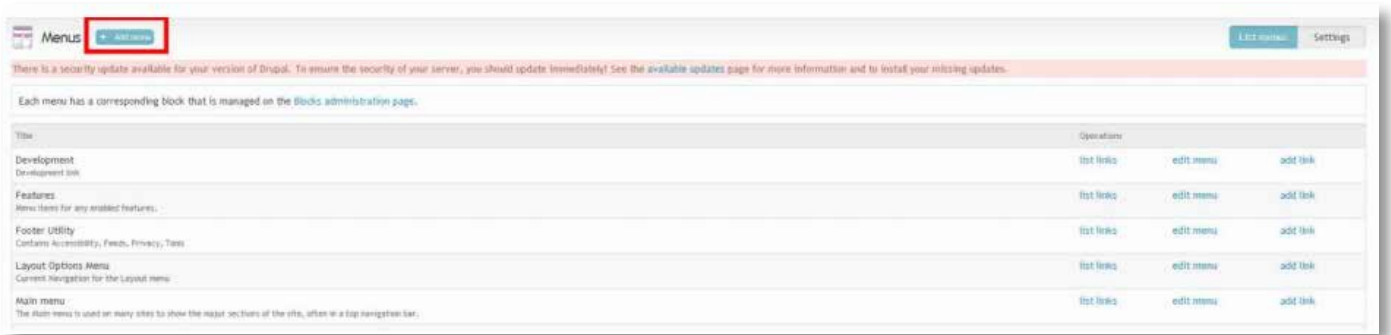 Menus + Add menu List menus Settings
There is a security update available for your version of Drupal. To ensure the security of your server, you should update immediately! See the available updates page for more information and to install your missing updates.
Each menu has a corresponding block that is managed on the Blocks administration page.
Title Operations
Development list links edit menu add link
Development link
Features list links edit menu add link
Menu items for any enabled features.
Footer Utility list links edit menu add link
Contains Accessibility, Feeds, Privacy, Tass
Layout Options Menu list links edit menu add link
Current Navigation for the Layout menu
Main menu list links edit menu add link
The Main menu is used on many sites to show the major sections of the site, often in a top navigation bar.